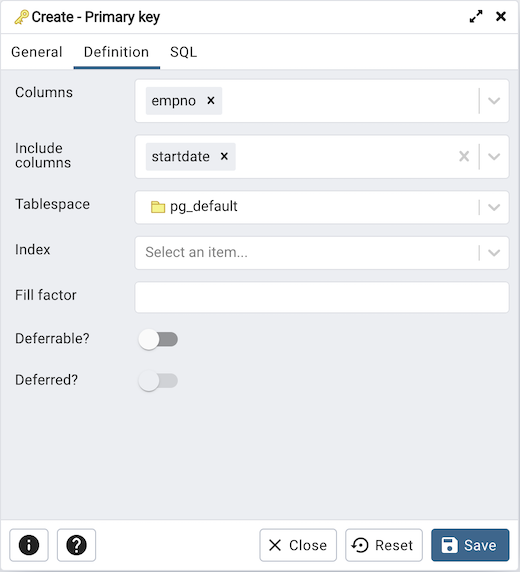 Create - Primary key
General Definition SQL
Columns empno
Include columns startdate
Tablespace pg_default
Index Select an item...
Fill factor
Deferrable?
Deferred?
Close Reset Save